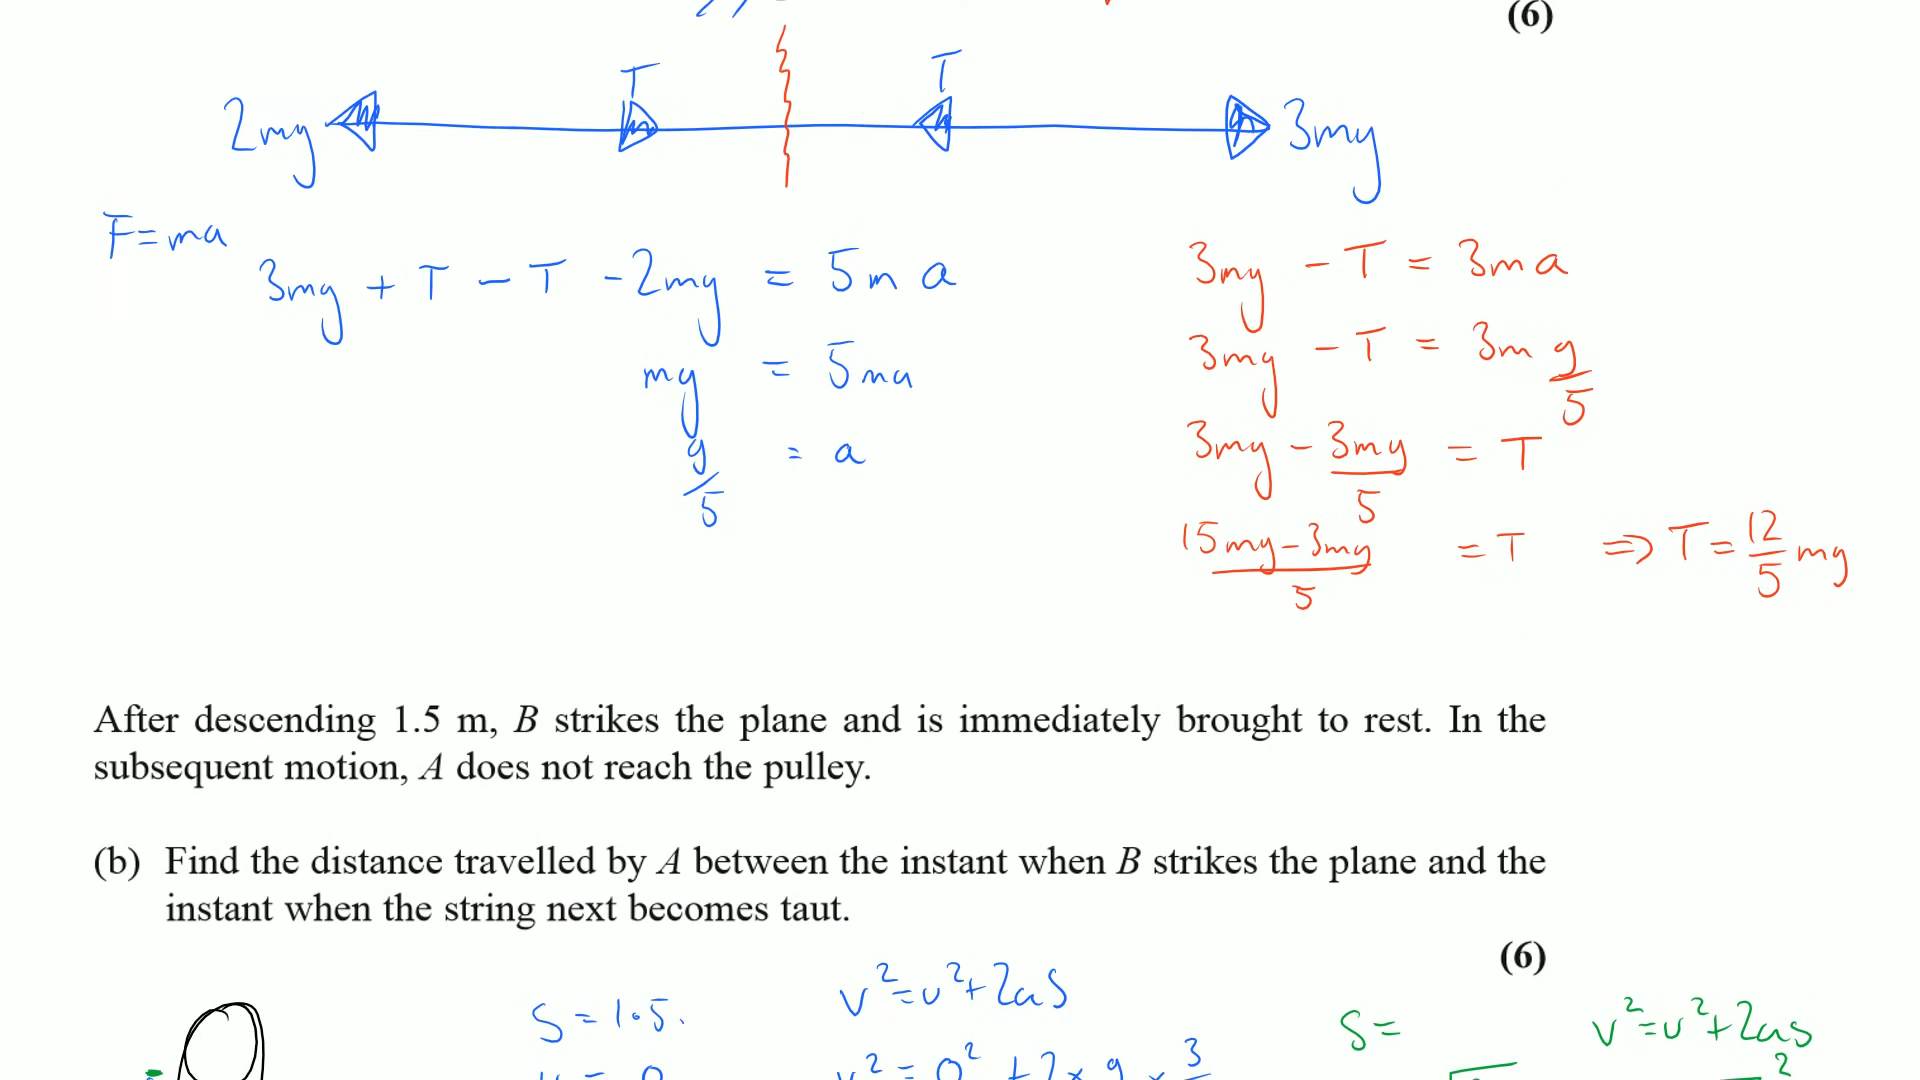 (6)
T T
2mg 3mg
F=ma
3mg + T - T - 2mg = 5m a
mg = 5ma
g/5 = a
3mg - T = 3ma
3mg - T = 3m g/5
3mg - 3mg/5 = T
15mg-3mg/5 = T ⇒ T = 12/5 mg
After descending 1.5 m, B strikes the plane and is immediately brought to rest. In the
subsequent motion, A does not reach the pulley.
(b) Find the distance travelled by A between the instant when B strikes the plane and the
instant when the string next becomes taut.
(6)
S = 1.5.
v²=u²+2as
S =
v²=u²+2as